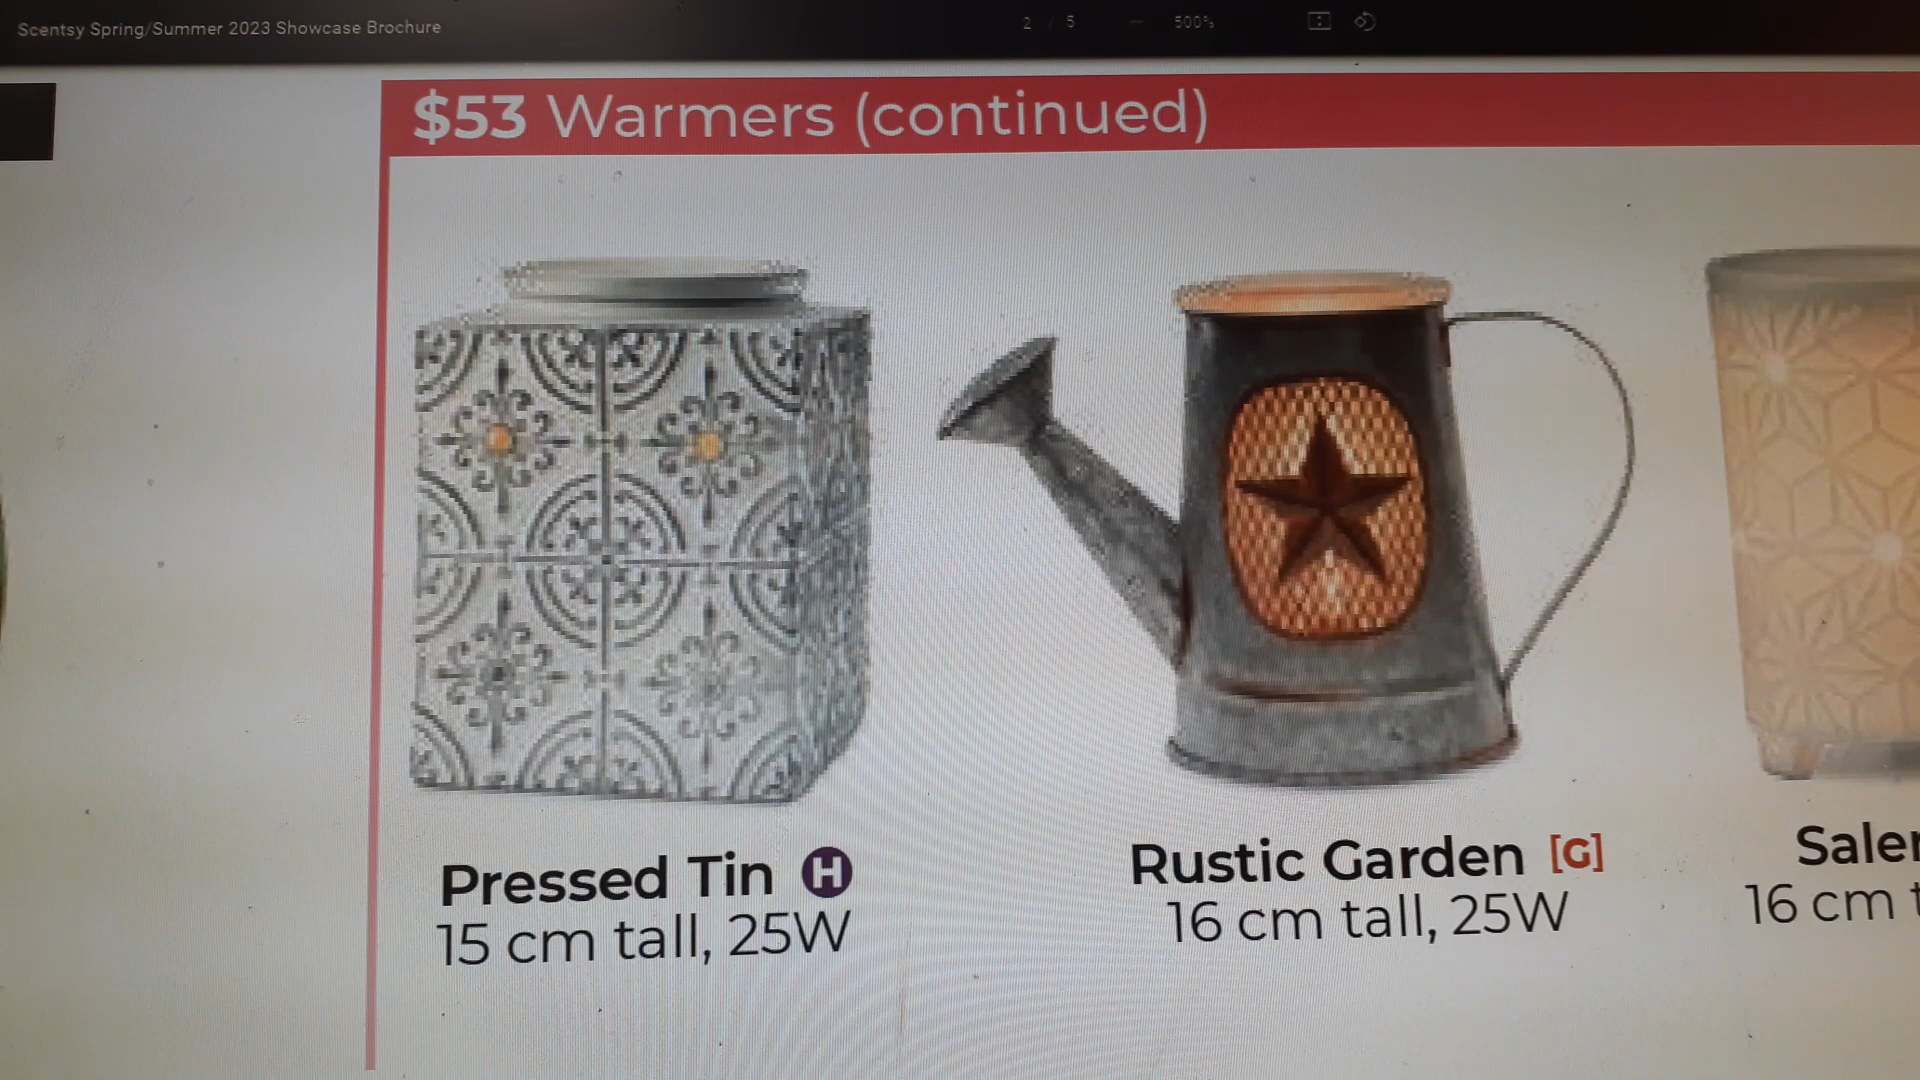 Scentsy Spring/Summer 2023 Showcase Brochure
2 / 5 — 500%
$53 Warmers (continued)
Pressed Tin H
15 cm tall, 25W
Rustic Garden [G]
16 cm tall, 25W
16 cm